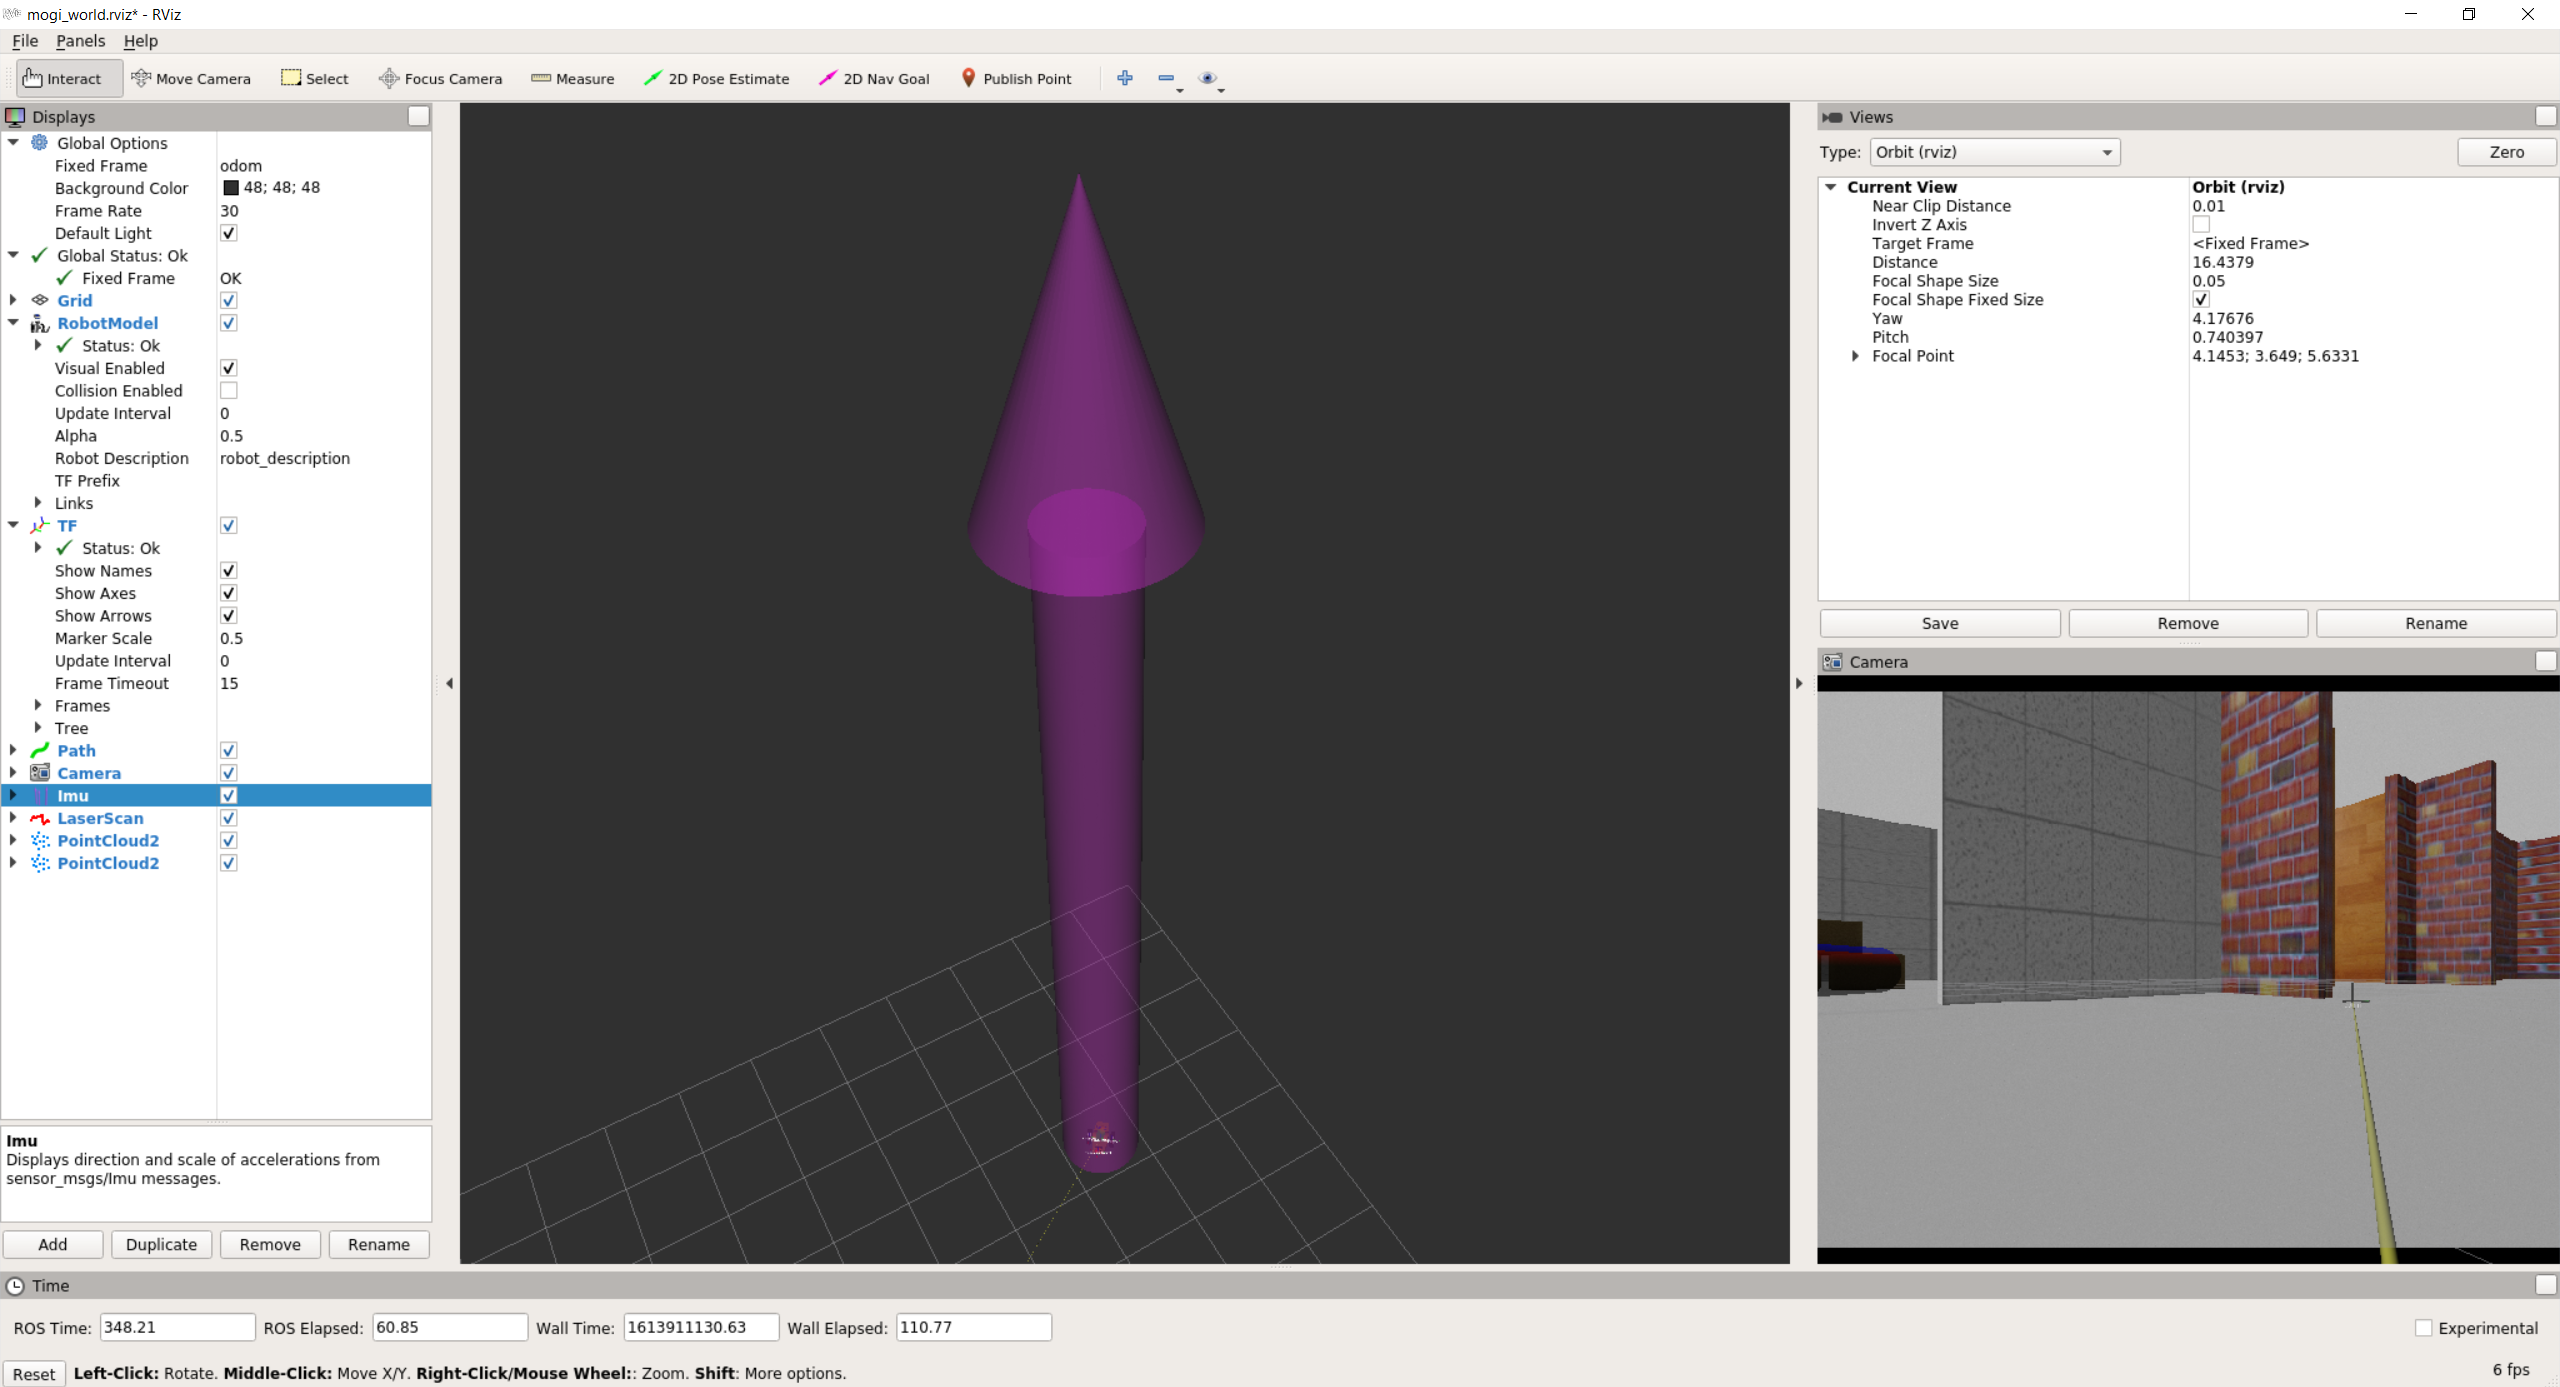 mogi_world.rviz* - RViz
File Panels Help
Interact Move Camera Select Focus Camera Measure 2D Pose Estimate 2D Nav Goal Publish Point
Displays
Global Options
Fixed Frame odom
Background Color 48; 48; 48
Frame Rate 30
Default Light
Global Status: Ok
Fixed Frame OK
Grid
RobotModel
Status: Ok
Visual Enabled
Collision Enabled
Update Interval 0
Alpha 0.5
Robot Description robot_description
TF Prefix
Links
TF
Status: Ok
Show Names
Show Axes
Show Arrows
Marker Scale 0.5
Update Interval 0
Frame Timeout 15
Frames
Tree
Path
Camera
Imu
LaserScan
PointCloud2
PointCloud2
Imu
Displays direction and scale of accelerations from
sensor_msgs/Imu messages.
Add Duplicate Remove Rename
Views
Type: Orbit (rviz) Zero
Current View Orbit (rviz)
Near Clip Distance 0.01
Invert Z Axis
Target Frame <Fixed Frame>
Distance 16.4379
Focal Shape Size 0.05
Focal Shape Fixed Size
Yaw 4.17676
Pitch 0.740397
Focal Point 4.1453; 3.649; 5.6331
Save Remove Rename
Camera
Time
ROS Time: 348.21 ROS Elapsed: 60.85 Wall Time: 1613911130.63 Wall Elapsed: 110.77 Experimental
Reset Left-Click: Rotate. Middle-Click: Move X/Y. Right-Click/Mouse Wheel:: Zoom. Shift: More options. 6 fps